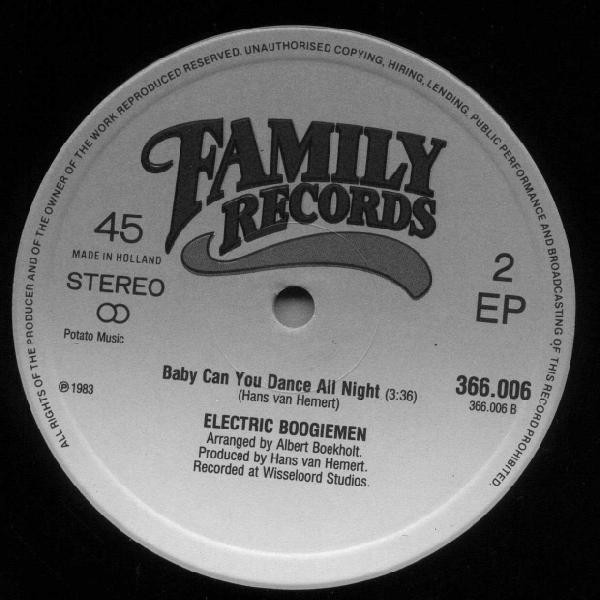 ALL RIGHTS OF THE PRODUCER AND OF THE OWNER OF THE WORK REPRODUCED RESERVED. UNAUTHORISED COPYING, HIRING, LENDING, PUBLIC PERFORMANCE AND BROADCASTING OF THIS RECORD PROHIBITED.
FAMILY
RECORDS
45
MADE IN HOLLAND
STEREO
Potato Music
℗ 1983
2
EP
366.006
366.006 B
Baby Can You Dance All Night (3:36)
(Hans van Hemert)
ELECTRIC BOOGIEMEN
Arranged by Albert Boekholt.
Produced by Hans van Hemert.
Recorded at Wisseloord Studios.